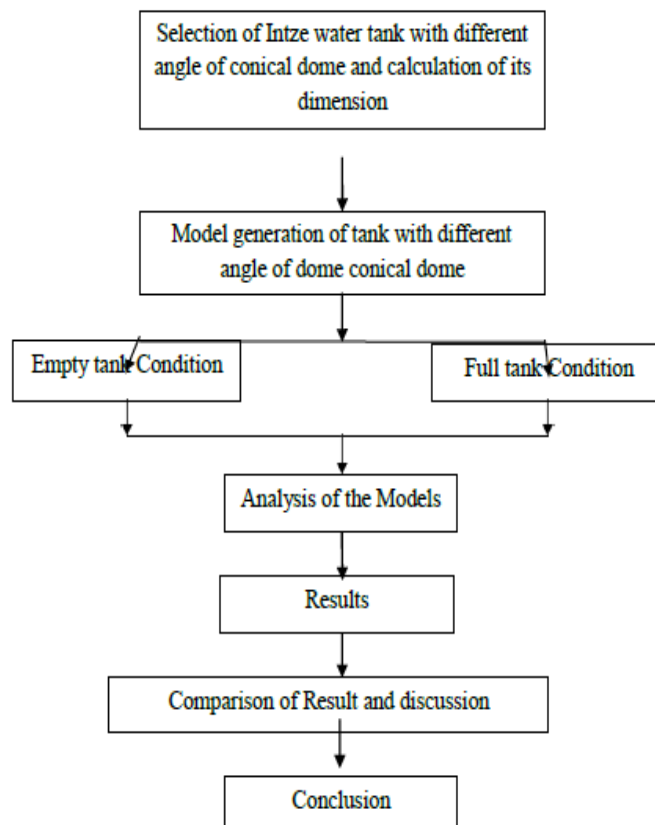 Selection of Intze water tank with different
angle of conical dome and calculation of its
dimension
Model generation of tank with different
angle of dome conical dome
Empty tank Condition
Full tank Condition
Analysis of the Models
Results
Comparison of Result and discussion
Conclusion